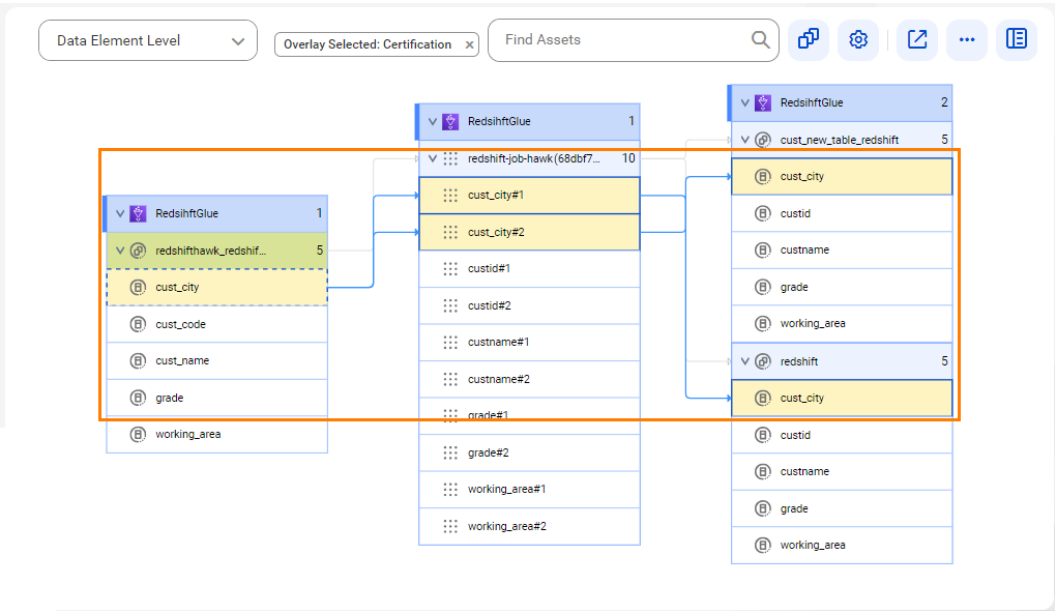 Data Element Level
Overlay Selected: Certification ×
Find Assets
RedsihftGlue 1
redshifthawk_redshif... 5
cust_city
cust_code
cust_name
grade
working_area
RedsihftGlue 1
redshift-job-hawk(68dbf7... 10
cust_city#1
cust_city#2
custid#1
custid#2
custname#1
custname#2
grade#1
grade#2
working_area#1
working_area#2
RedsihftGlue 2
cust_new_table_redshift 5
cust_city
custid
custname
grade
working_area
redshift 5
cust_city
custid
custname
grade
working_area